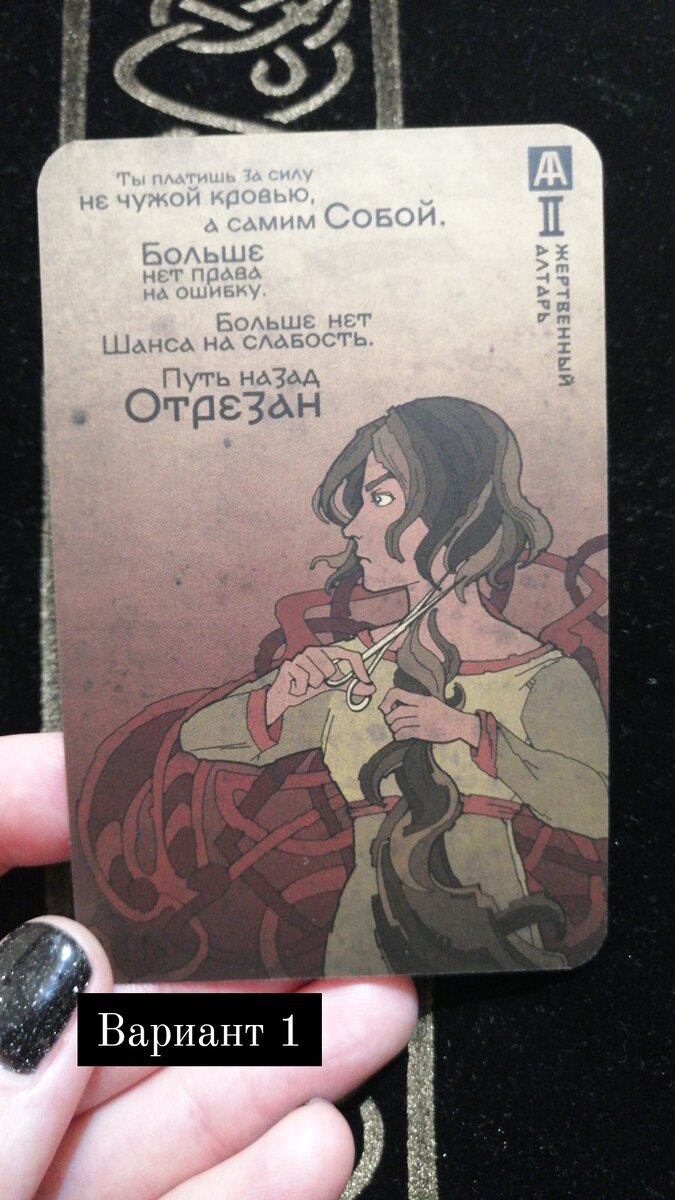 Ты платишь за силу
не чужой кровью,
а самим Собой.
Больше
нет права
на ошибку.
Больше нет
Шанса на слабость.
Путь назад
Отрезан
II
ЖЕРТВЕННЫЙ
АЛТАРЬ
Вариант 1